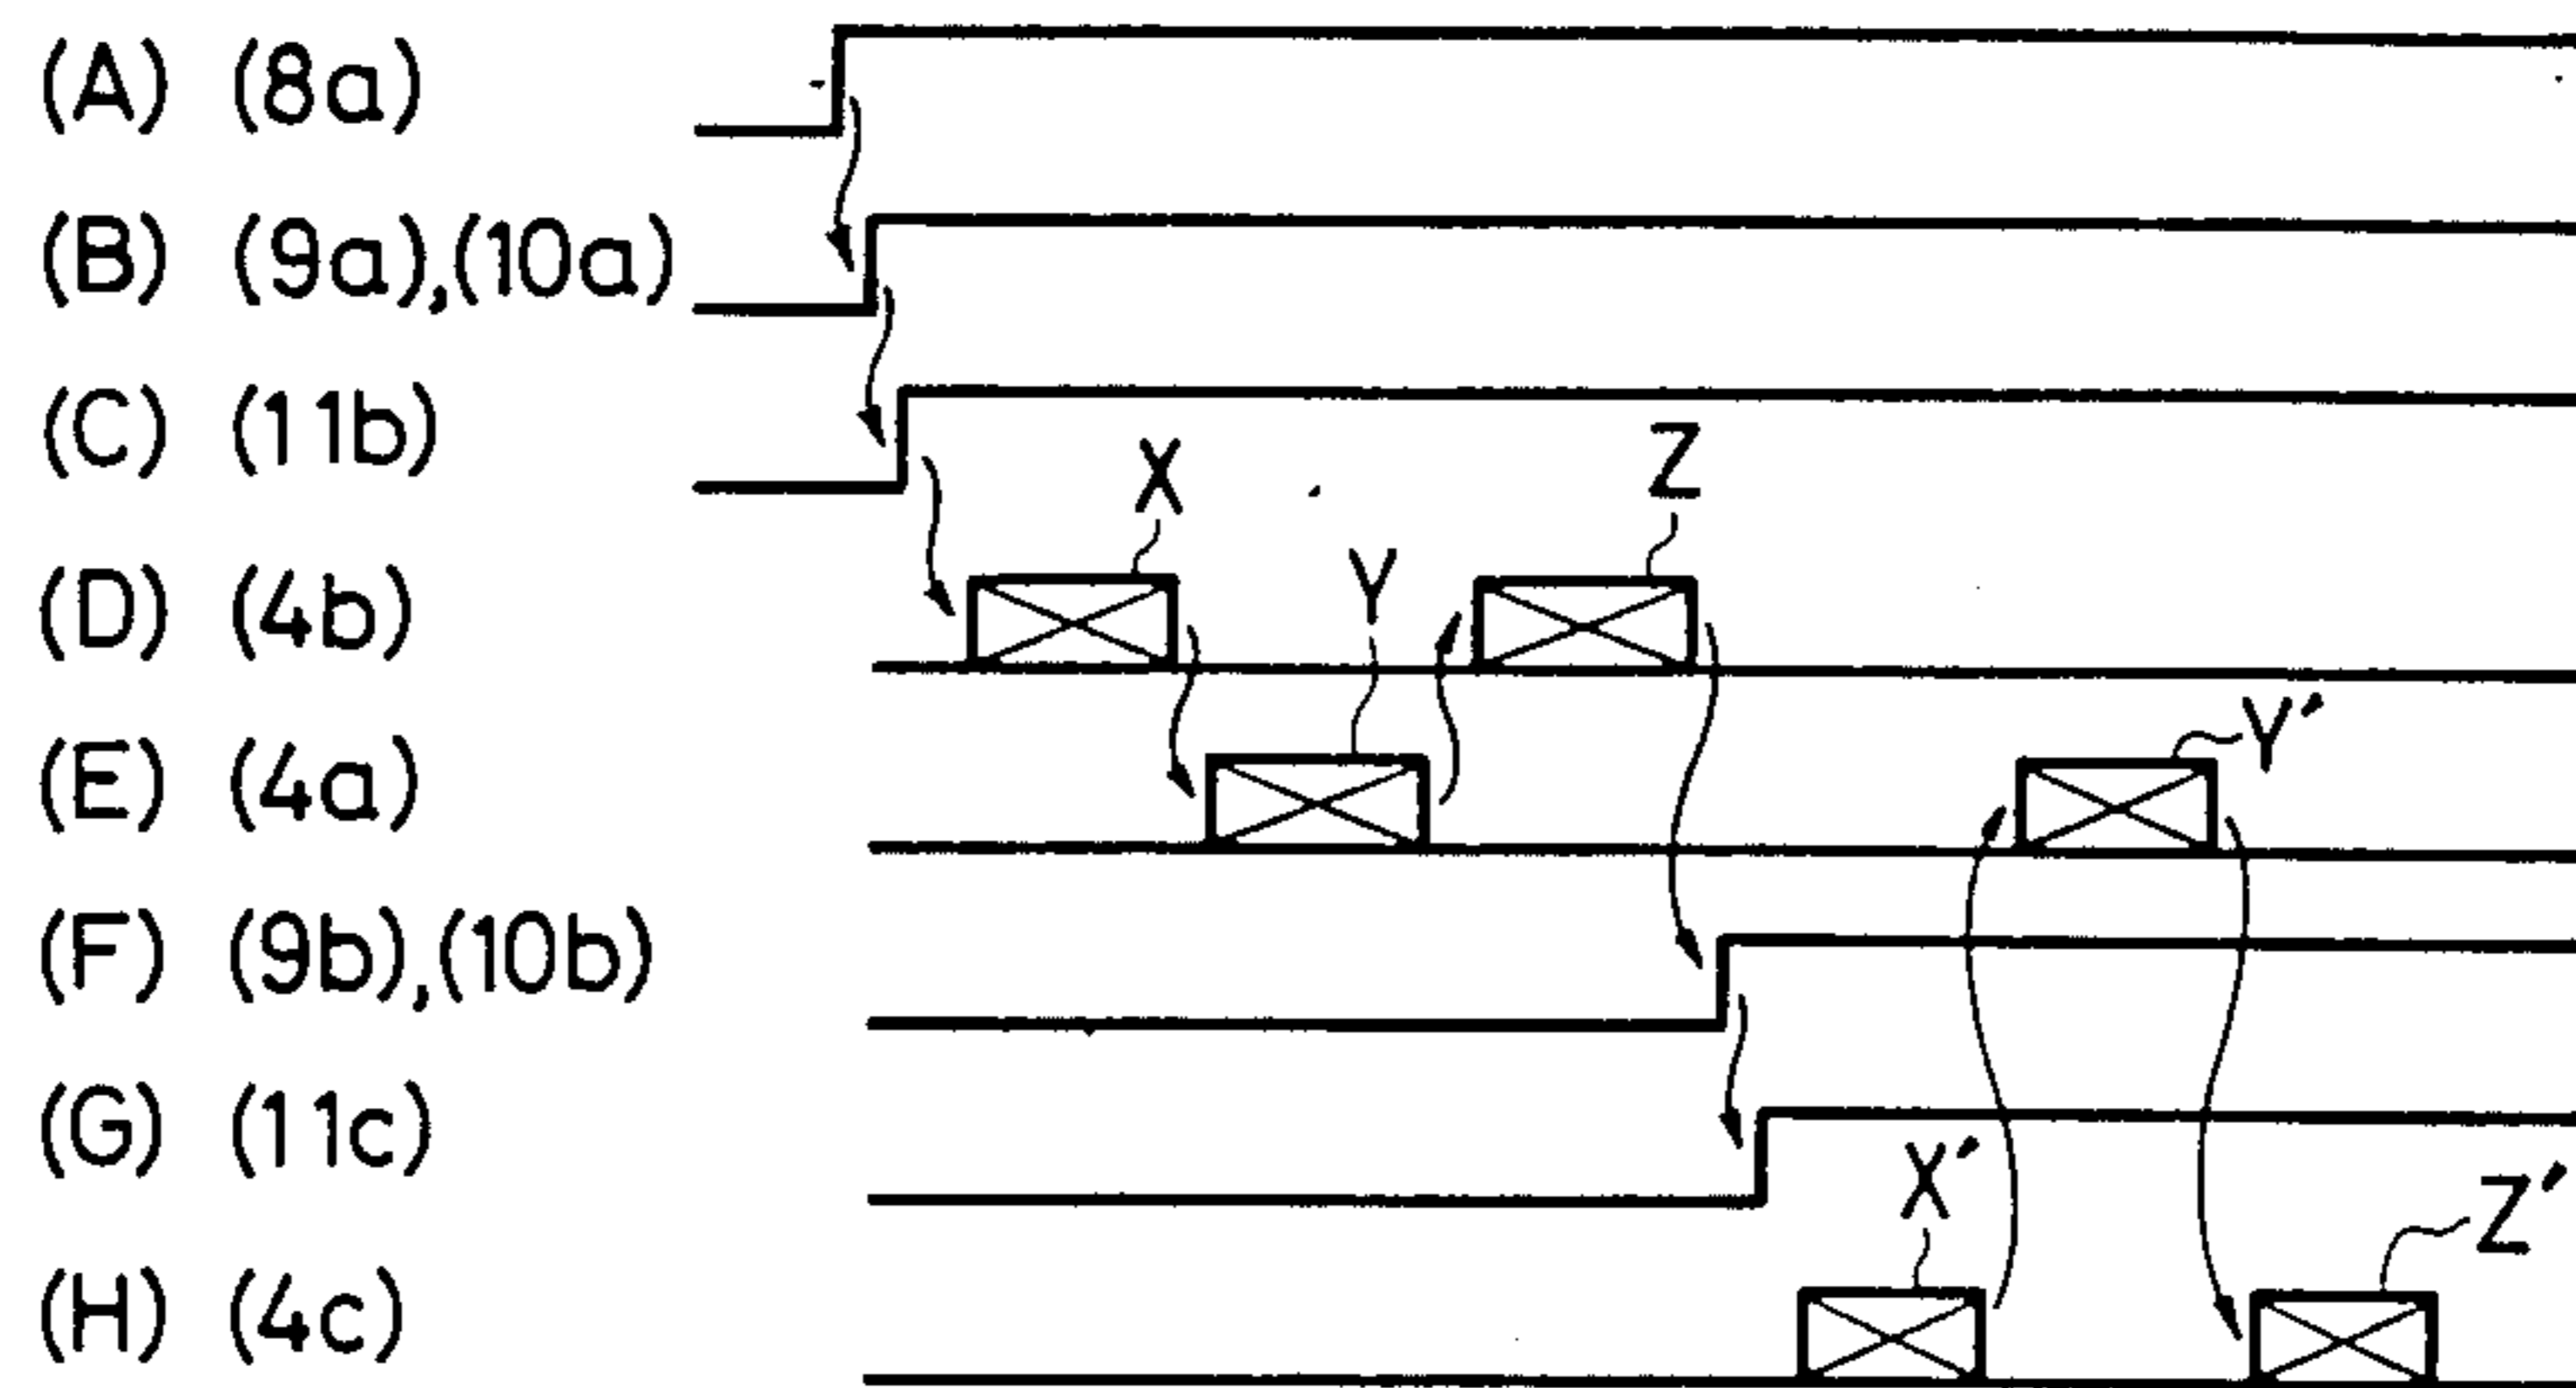 (A) (8a)
(B) (9a),(10a)
(C) (11b)
X
Z
Y
(D) (4b)
(E) (4a)
Y'
(F) (9b),(10b)
(G) (11c)
X'
Z'
(H) (4c)